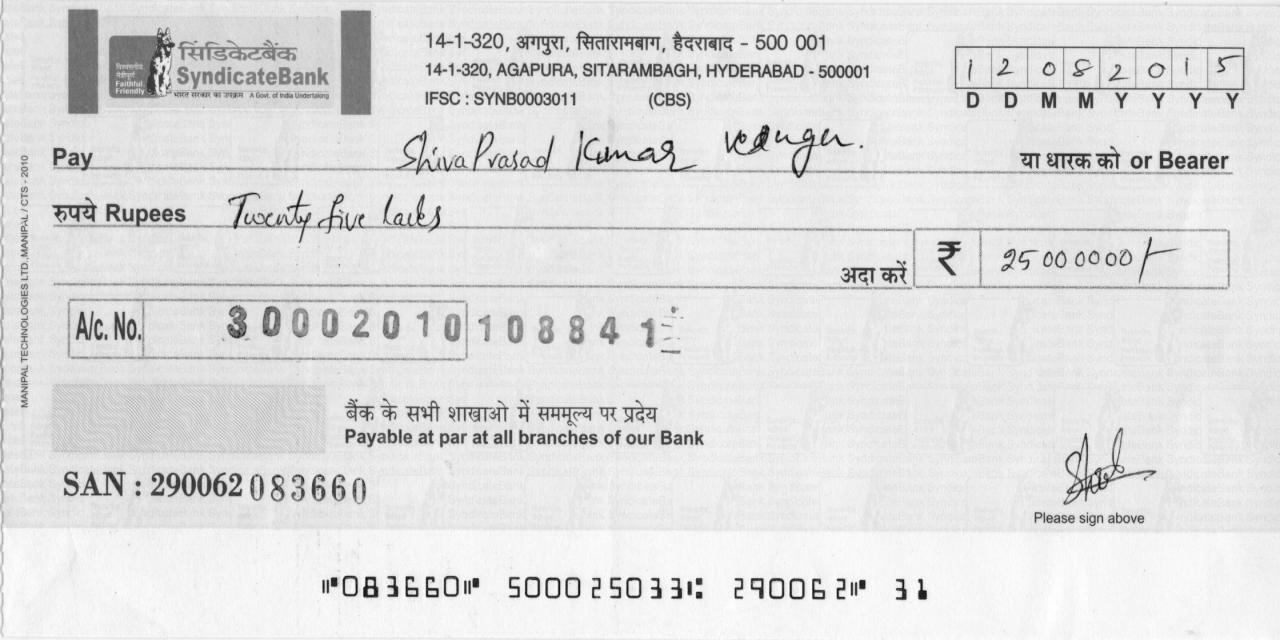 सिंडिकेटबैंक
SyndicateBank
विश्वसनीय, मैत्रीपूर्ण
Faithful, Friendly
भारत सरकार का उपक्रम A Govt. of India Undertaking
14-1-320, अगपुरा, सितारामबाग, हैदराबाद - 500 001
14-1-320, AGAPURA, SITARAMBAGH, HYDERABAD - 500001
IFSC : SYNB0003011 (CBS)
1 2 0 8 2 0 1 5
D D M M Y Y Y Y
Pay ShivaPrasad Kumar या धारक को or Bearer
रुपये Rupees Twenty five lacks
अदा करें ₹ 25000000/-
A/c. No. 30002010108841
बैंक के सभी शाखाओ में सममूल्य पर प्रदेय
Payable at par at all branches of our Bank
SAN : 290062 083660
Please sign above
MANIPAL TECHNOLOGIES LTD.,MANIPAL / CTS - 2010
⑈083660⑈ 500025033⑆ 290062⑈ 31